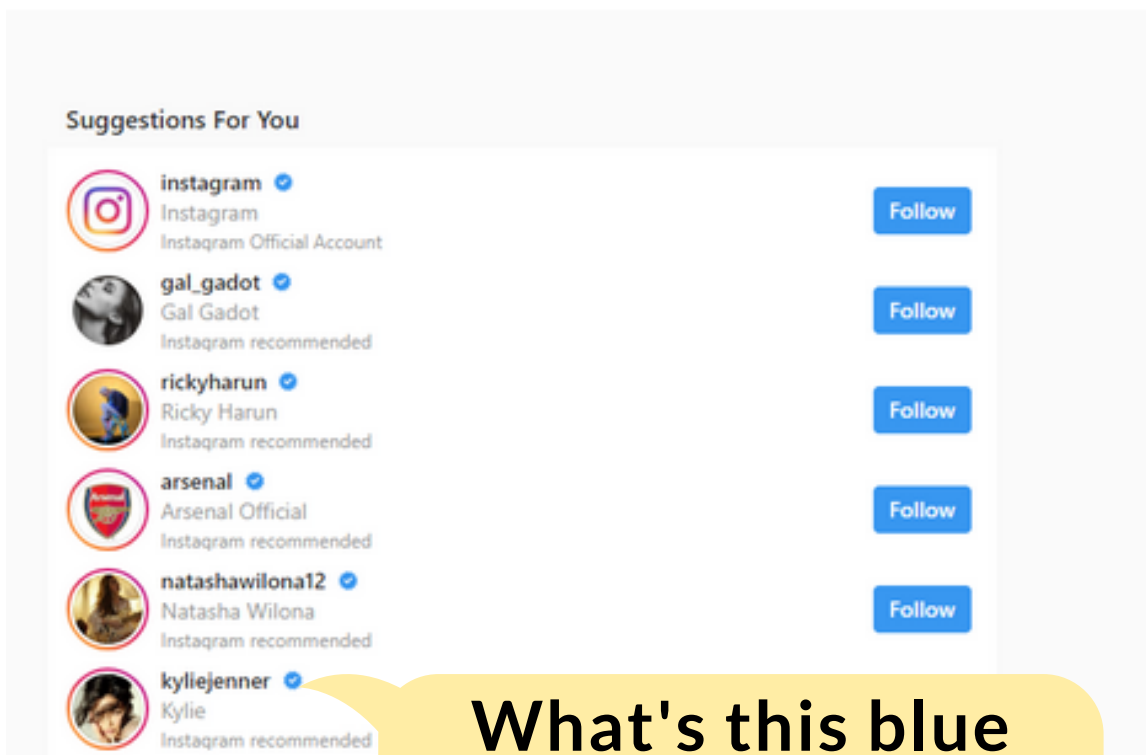 Suggestions For You
instagram
Instagram
Instagram Official Account
Follow
gal_gadot
Gal Gadot
Instagram recommended
Follow
rickyharun
Ricky Harun
Instagram recommended
Follow
arsenal
Arsenal Official
Instagram recommended
Follow
Arsenal
natashawilona12
Natasha Wilona
Instagram recommended
Follow
kyliejenner
Kylie
Instagram recommended
What's this blue